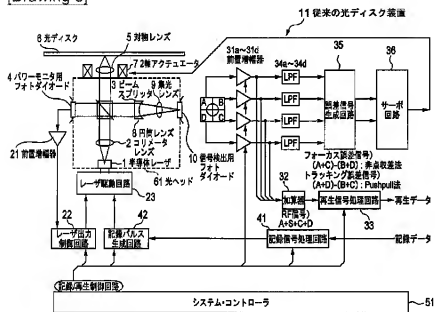 [Drawing 8]
11 従来の光ディスク装置
6 光ディスク
5 対物レンズ
7 2軸アクチュエータ
31a～31d
前置増幅器
34a～34d
35
36
4 パワーモニタ用
フォトダイオード
3 ビーム
スプリッタ
9 集光
レンズ
A B
D C
LPF
LPF
LPF
LPF
誤差信号
生成回路
サーボ
回路
8 円筒レンズ
2 コリメータ
レンズ
10 信号検出用
フォト
ダイオード
21 前置増幅器
1 半導体レーザ
61 光ヘッド
レーザ駆動回路
23
フォーカス誤差信号)
(A+C)-(B+D) : 非点収差法
トラッキング誤差信号)
(A+D)-(B+C) : Pushpull法
32
加算器
再生信号処理回路
再生データ
33
RF信号)
A+B+C+D
22
42
41
レーザ出力
制御回路
記録パルス
生成回路
記録信号処理回路
記録データ
記録/再生制御回路
システム・コントローラ
51